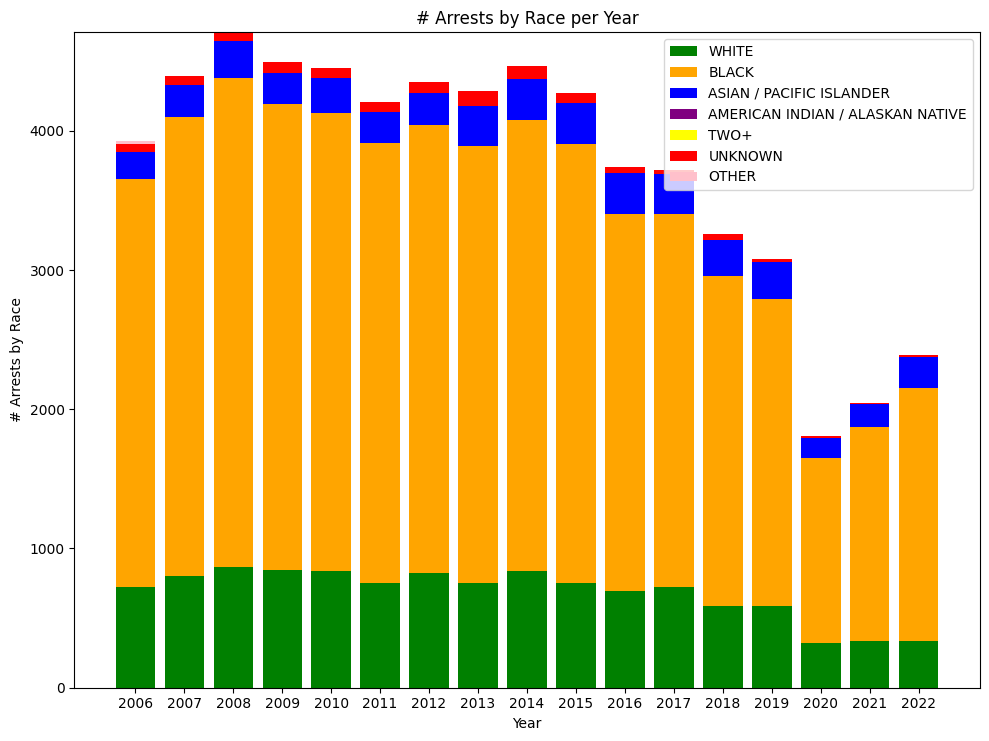 # Arrests by Race per Year
WHITE
BLACK
ASIAN / PACIFIC ISLANDER
AMERICAN INDIAN / ALASKAN NATIVE
TWO+
UNKNOWN
OTHER
# Arrests by Race
4000
3000
2000
1000
0
2006 2007 2008 2009 2010 2011 2012 2013 2014 2015 2016 2017 2018 2019 2020 2021 2022
Year